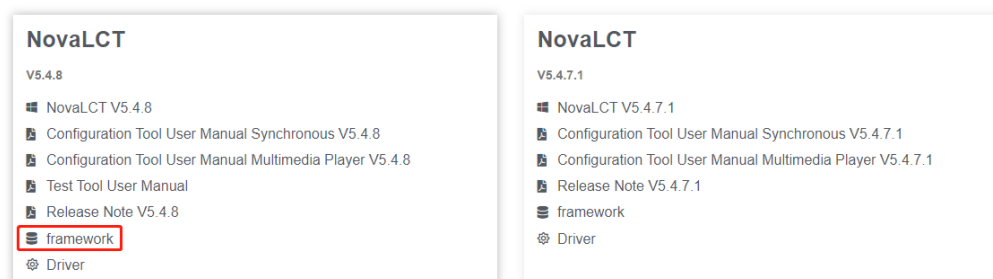 NovaLCT
V5.4.8
NovaLCT V5.4.8
Configuration Tool User Manual Synchronous V5.4.8
Configuration Tool User Manual Multimedia Player V5.4.8
Test Tool User Manual
Release Note V5.4.8
framework
Driver
NovaLCT
V5.4.7.1
NovaLCT V5.4.7.1
Configuration Tool User Manual Synchronous V5.4.7.1
Configuration Tool User Manual Multimedia Player V5.4.7.1
Release Note V5.4.7.1
framework
Driver